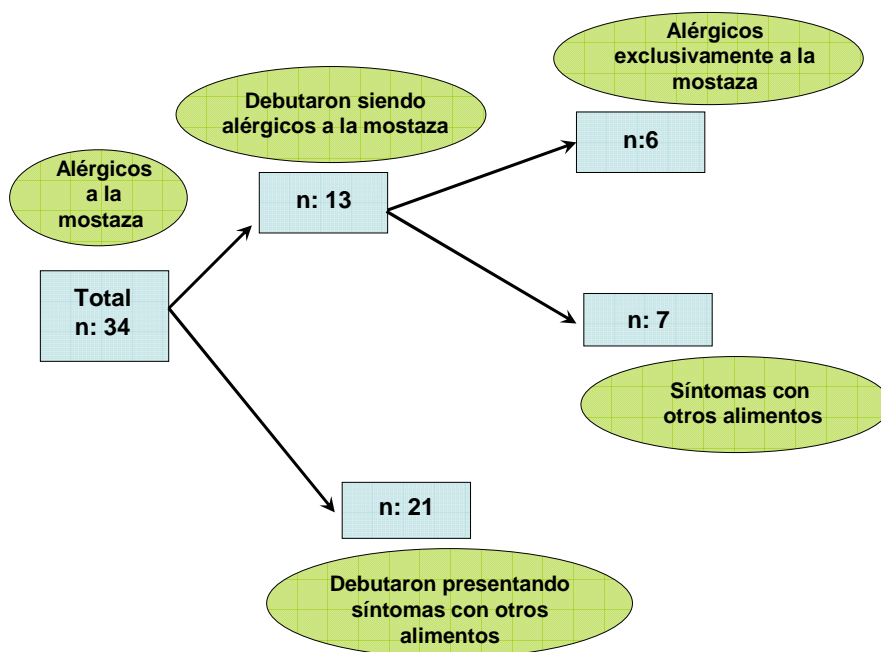 Alérgicos
a la
mostaza
Total
n: 34
Debutaron siendo
alérgicos a la mostaza
n: 13
Alérgicos
exclusivamente a la
mostaza
n:6
n: 7
Síntomas con
otros alimentos
n: 21
Debutaron presentando
síntomas con otros
alimentos